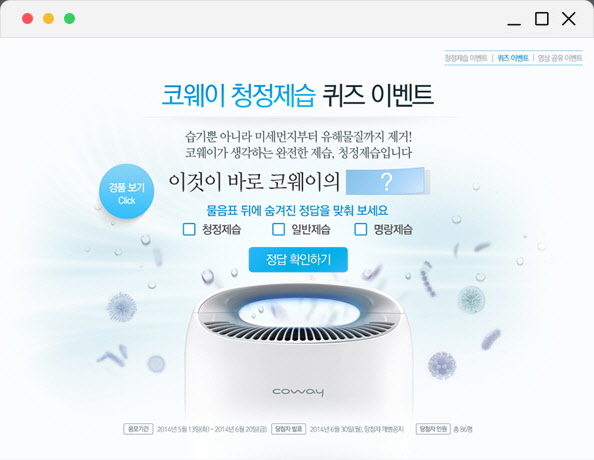 청정제습 이벤트 | 퀴즈 이벤트 | 영상 공유 이벤트
코웨이 청정제습 퀴즈 이벤트
습기뿐 아니라 미세먼지부터 유해물질까지 제거!
코웨이가 생각하는 완전한 제습, 청정제습입니다
경품 보기
Click
이것이 바로 코웨이의 ?
물음표 뒤에 숨겨진 정답을 맞춰 보세요
청정제습 일반제습 명랑제습
정답 확인하기
coway
응모기간 2014년 5월 13일(화) ~ 2014년 6월 20일(금) 당첨자 발표 2014년 6월 30일(월), 당첨자 개별공지 당첨자 인원 총 86명